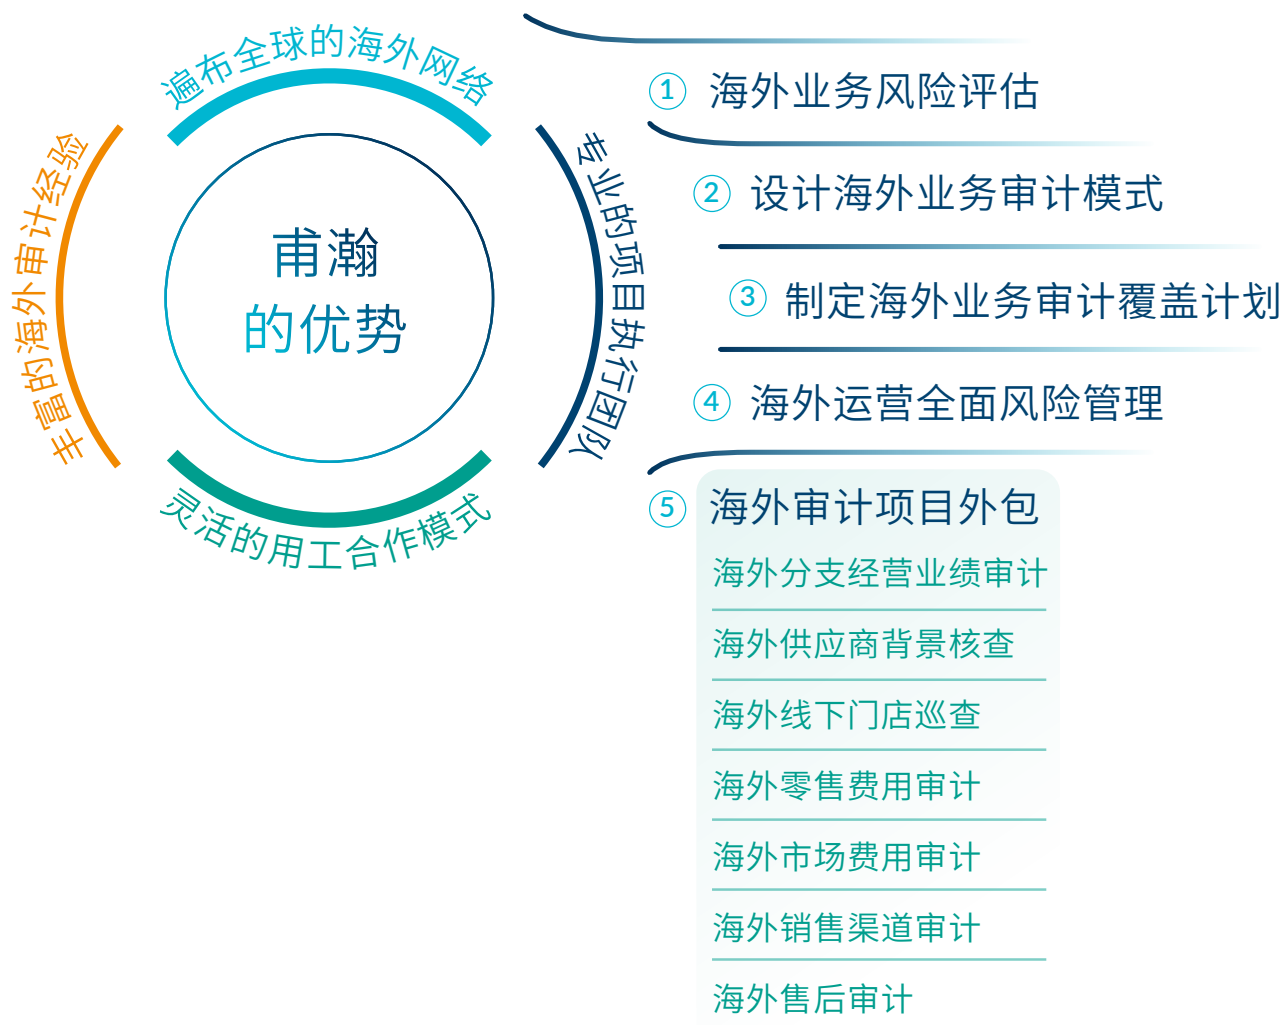 遍布全球的海外网络
丰富的海外审计经验
甫瀚
的优势
专业的项目执行团队
灵活的用工合作模式
① 海外业务风险评估
② 设计海外业务审计模式
③ 制定海外业务审计覆盖计划
④ 海外运营全面风险管理
⑤ 海外审计项目外包
海外分支经营业绩审计
海外供应商背景核查
海外线下门店巡查
海外零售费用审计
海外市场费用审计
海外销售渠道审计
海外售后审计